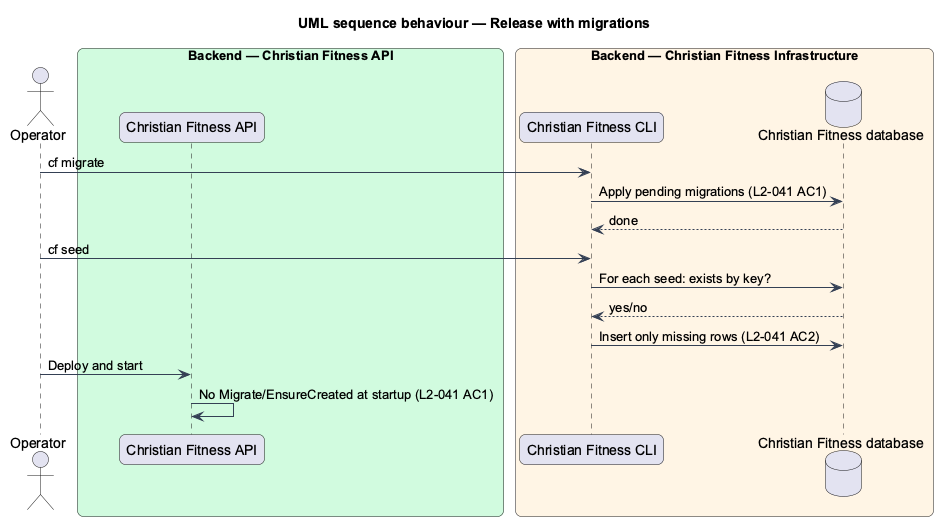 UML sequence behaviour — Release with migrations
Backend — Christian Fitness API
Backend — Christian Fitness Infrastructure
Operator
Christian Fitness API
Christian Fitness CLI
Christian Fitness database
cf migrate
Apply pending migrations (L2-041 AC1)
done
cf seed
For each seed: exists by key?
yes/no
Insert only missing rows (L2-041 AC2)
Deploy and start
No Migrate/EnsureCreated at startup (L2-041 AC1)
Operator
Christian Fitness API
Christian Fitness CLI
Christian Fitness database